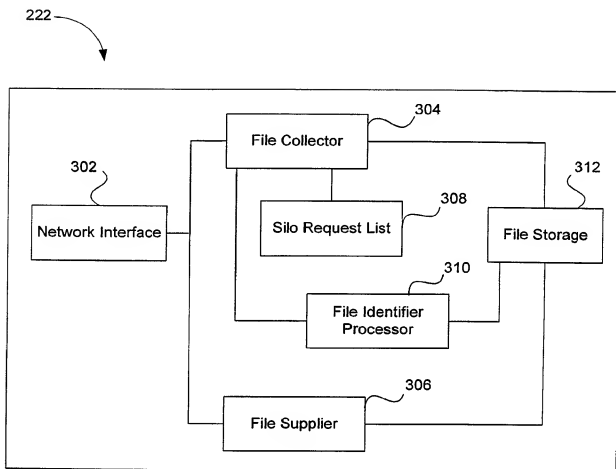 222
304
File Collector
302
312
Network Interface
308
Silo Request List
File Storage
310
File Identifier
Processor
306
File Supplier